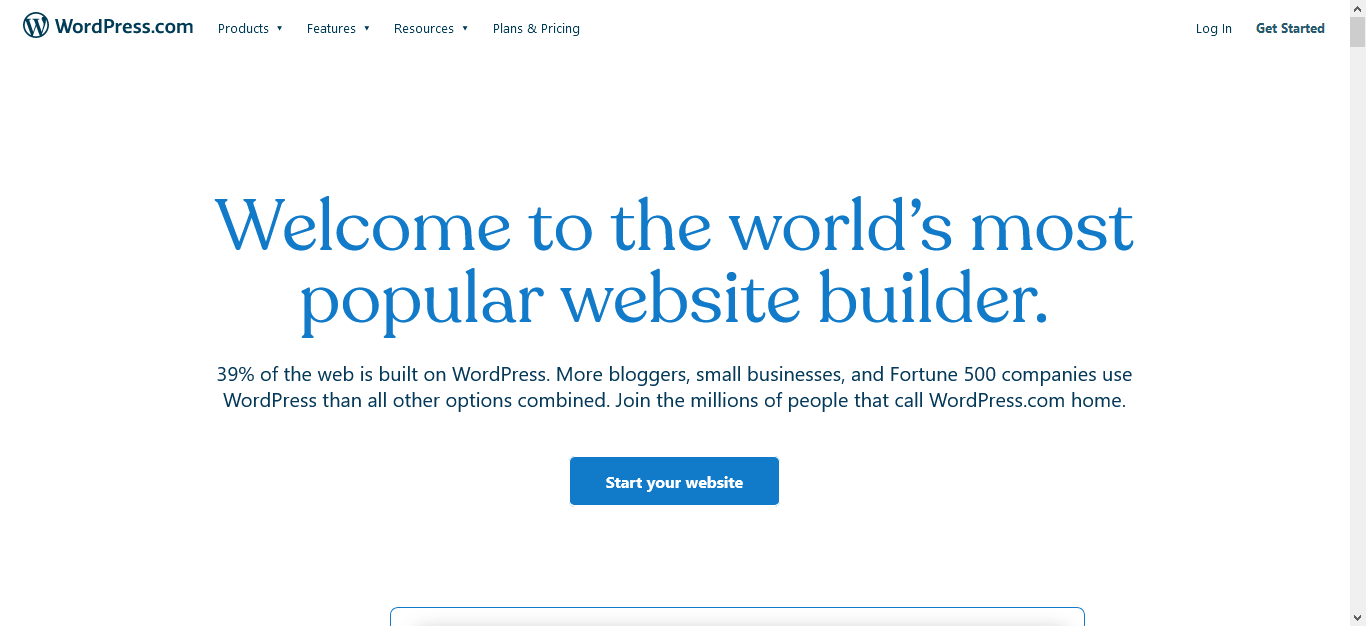 WordPress.com Products ▾ Features ▾ Resources ▾ Plans & Pricing Log In Get Started
Welcome to the world’s most
popular website builder.
39% of the web is built on WordPress. More bloggers, small businesses, and Fortune 500 companies use
WordPress than all other options combined. Join the millions of people that call WordPress.com home.
Start your website